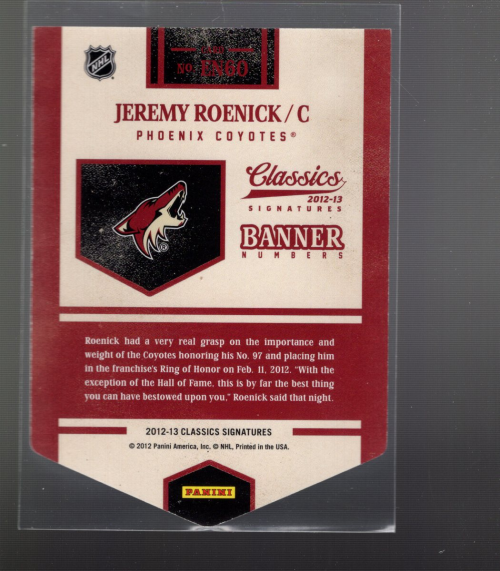 NHL
CARD
NO. EN60
JEREMY ROENICK / C
PHOENIX COYOTES®
Classics
2012-13
SIGNATURES
BANNER
NUMBERS
Roenick had a very real grasp on the importance and
weight of the Coyotes honoring his No. 97 and placing him
in the franchise's Ring of Honor on Feb. 11, 2012. "With the
exception of the Hall of Fame, this is by far the best thing
you can have bestowed upon you," Roenick said that night.
2012-13 CLASSICS SIGNATURES
© 2012 Panini America, Inc. © NHL, Printed in the USA.
PANINI